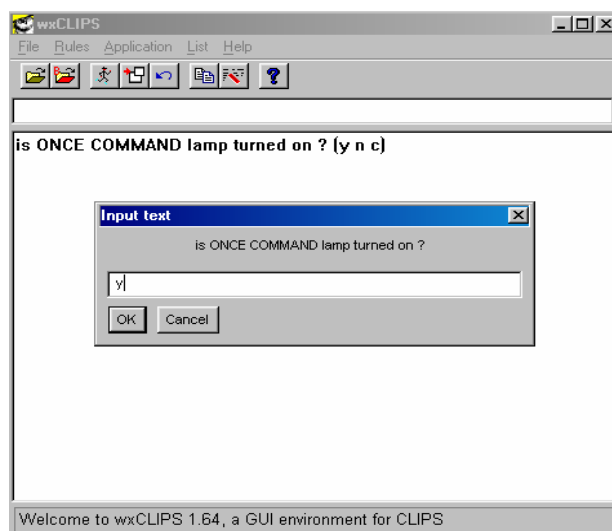 wxCLIPS
File Rules Application List Help
is ONCE COMMAND lamp turned on ? (y n c)
Input text
is ONCE COMMAND lamp turned on ?
y
OK Cancel
Welcome to wxCLIPS 1.64, a GUI environment for CLIPS